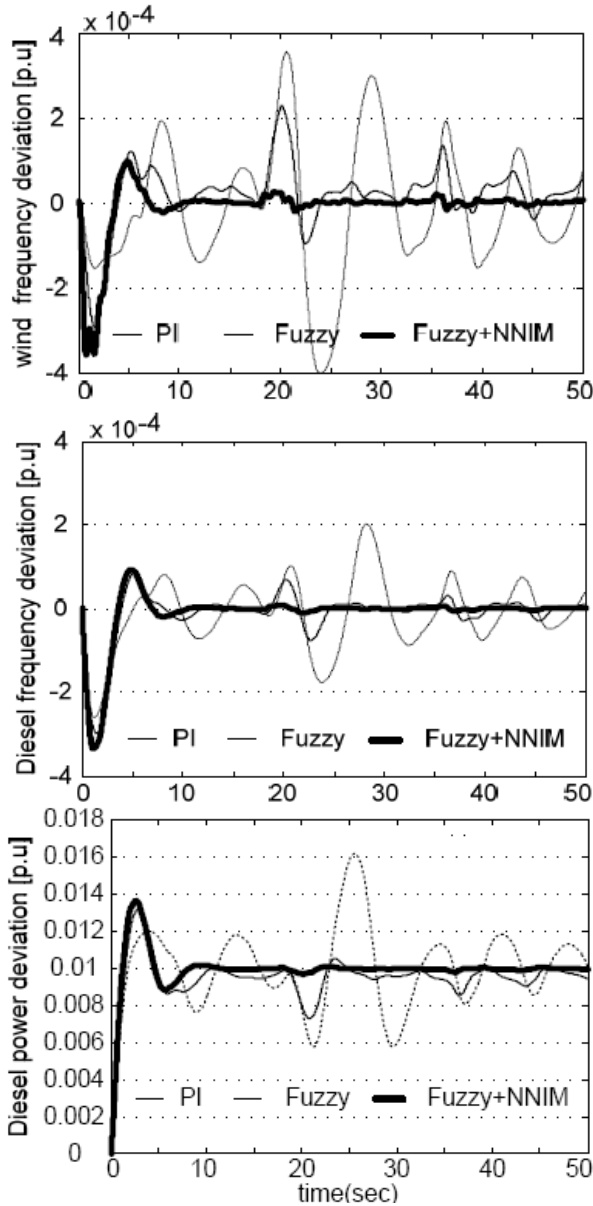 x 10⁻⁴
wind frequency deviation [p.u]
4
2
0
-2
-4
PI Fuzzy Fuzzy+NNIM
0 10 20 30 40 50
x 10⁻⁴
Diesel frequency deviation [p.u]
4
2
0
-2
-4
PI Fuzzy Fuzzy+NNIM
0 10 20 30 40 50
Diesel power deviation [p.u]
0.018
0.016
0.014
0.012
0.01
0.008
0.006
0.004
0.002
0
PI Fuzzy Fuzzy+NNIM
0 10 20 30 40 50
time(sec)